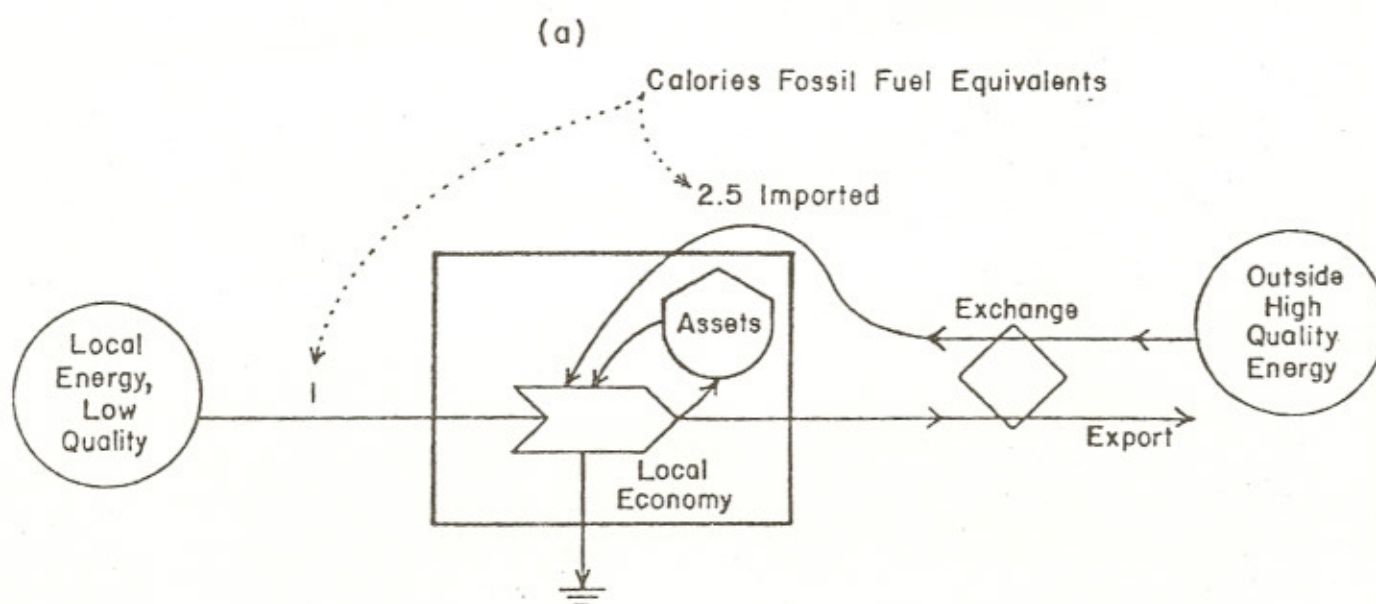 (a)
Calories Fossil Fuel Equivalents
2.5 Imported
Local
Energy,
Low
Quality
1
Assets
Local
Economy
Exchange
Export
Outside
High
Quality
Energy